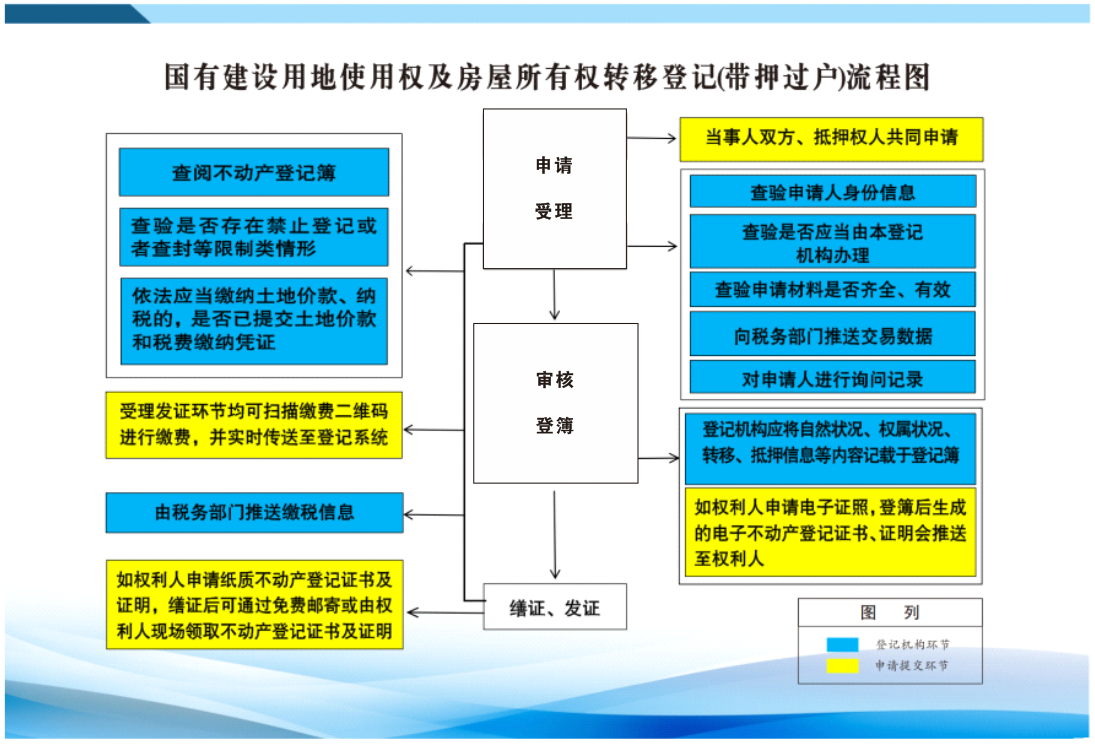 国有建设用地使用权及房屋所有权转移登记(带押过户)流程图
查阅不动产登记簿
查验是否存在禁止登记或
者查封等限制类情形
依法应当缴纳土地价款、纳
税的，是否已提交土地价款
和税费缴纳凭证
受理发证环节均可扫描缴费二维码
进行缴费，并实时传送至登记系统
由税务部门推送缴税信息
如权利人申请纸质不动产登记证书及
证明，缮证后可通过免费邮寄或由权
利人现场领取不动产登记证书及证明
申请
受理
审核
登簿
缮证、发证
当事人双方、抵押权人共同申请
查验申请人身份信息
查验是否应当由本登记
机构办理
查验申请材料是否齐全、有效
向税务部门推送交易数据
对申请人进行询问记录
登记机构应将自然状况、权属状况、
转移、抵押信息等内容记载于登记簿
如权利人申请电子证照，登簿后生成
的电子不动产登记证书、证明会推送
至权利人
图 列
登记机构环节
申请提交环节